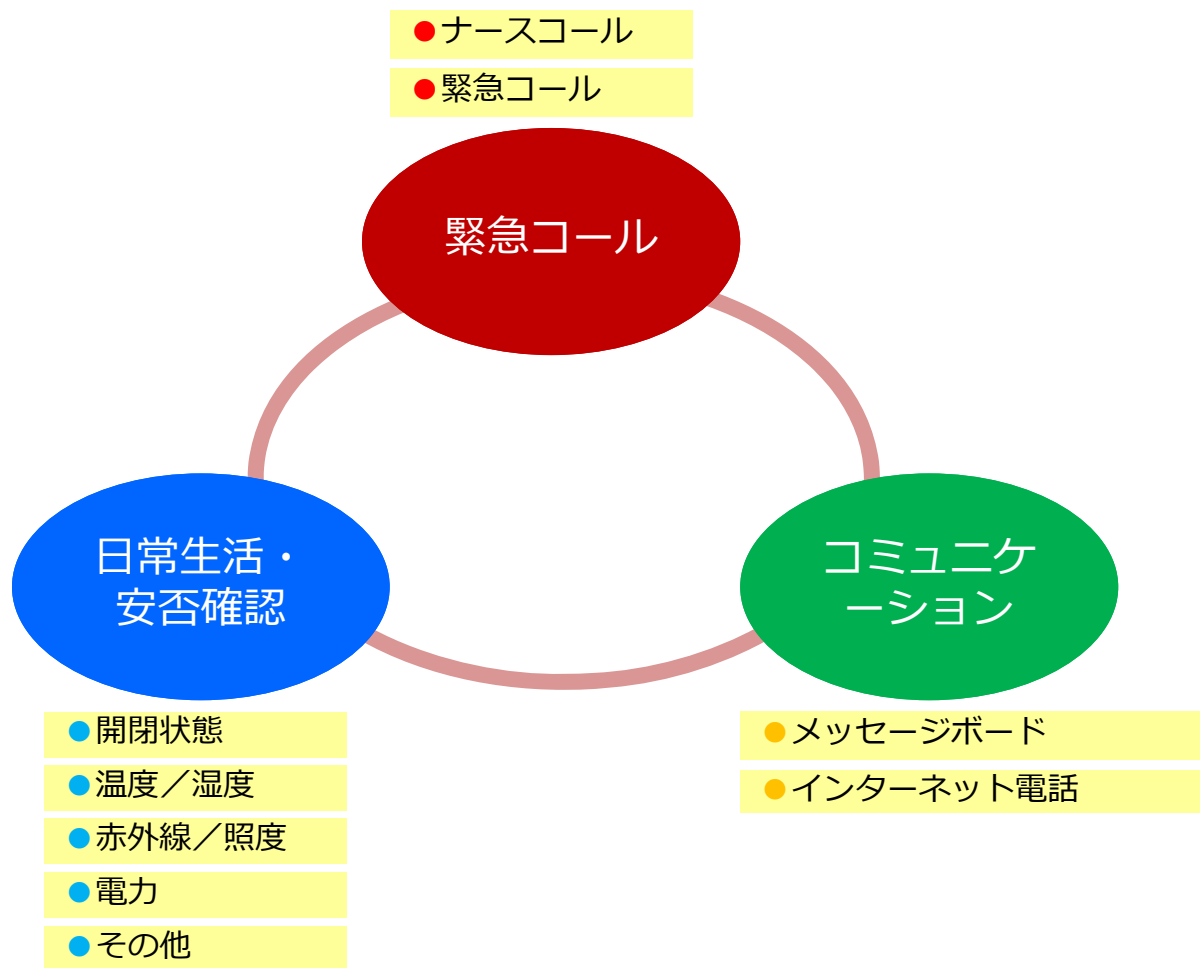 ●ナースコール
●緊急コール
緊急コール
日常生活・
安否確認
コミュニケ
ーション
●開閉状態
●温度／湿度
●赤外線／照度
●電力
●その他
●メッセージボード
●インターネット電話